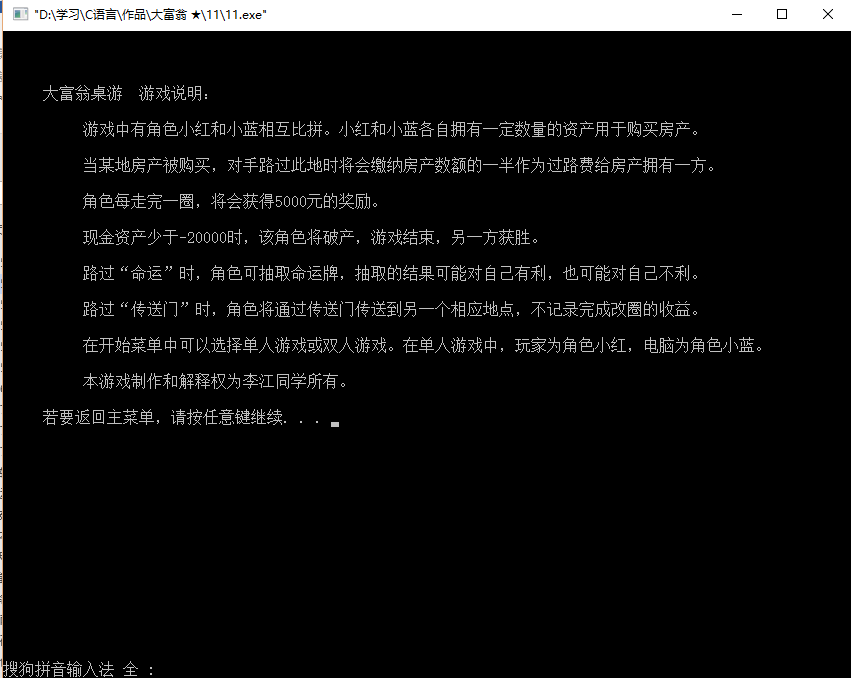 "D:\学习\C语言\作品\大富翁 ★\11\11.exe"
大富翁桌游 游戏说明：
游戏中有角色小红和小蓝相互比拼。小红和小蓝各自拥有一定数量的资产用于购买房产。
当某地房产被购买，对手路过此地时将会缴纳房产数额的一半作为过路费给房产拥有一方。
角色每走完一圈，将会获得5000元的奖励。
现金资产少于-20000时，该角色将破产，游戏结束，另一方获胜。
路过“命运”时，角色可抽取命运牌，抽取的结果可能对自己有利，也可能对自己不利。
路过“传送门”时，角色将通过传送门传送到另一个相应地点，不记录完成改圈的收益。
在开始菜单中可以选择单人游戏或双人游戏。在单人游戏中，玩家为角色小红，电脑为角色小蓝。
本游戏制作和解释权为李江同学所有。
若要返回主菜单，请按任意键继续. . .
搜狗拼音输入法 全 :